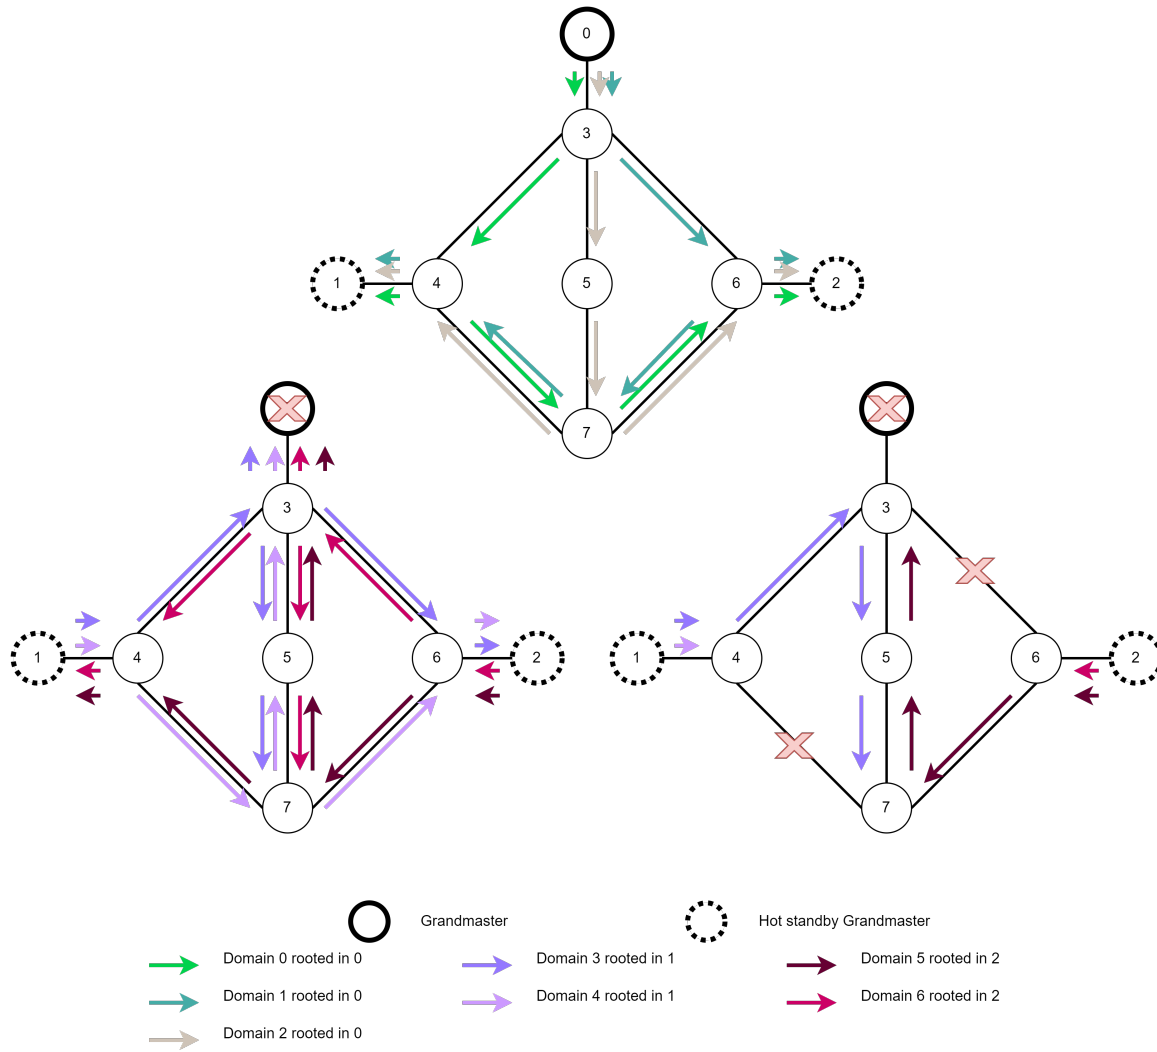 0
3
1
4
5
6
2
7
3
1
4
5
6
2
7
3
1
4
5
6
2
7
Grandmaster
Hot standby Grandmaster
Domain 0 rooted in 0
Domain 3 rooted in 1
Domain 5 rooted in 2
Domain 1 rooted in 0
Domain 4 rooted in 1
Domain 6 rooted in 2
Domain 2 rooted in 0